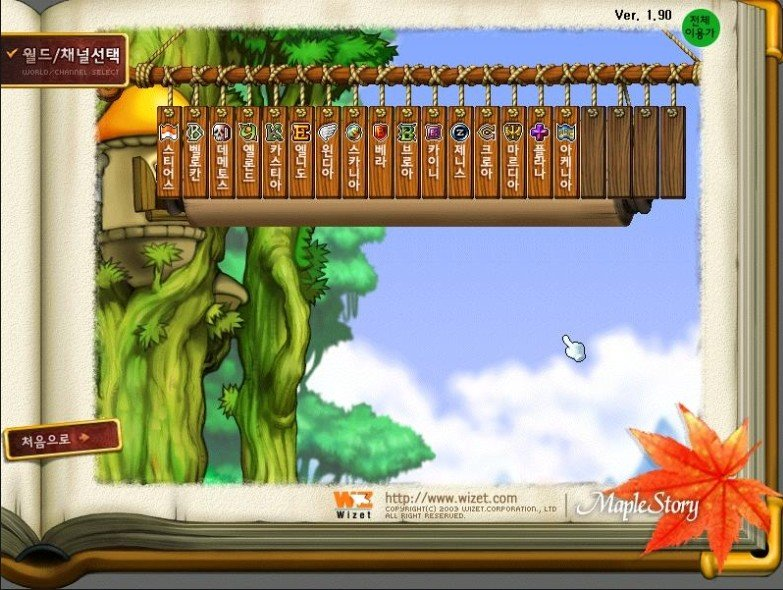 Ver. 1.90
전체
이용가
월드/채널선택
WORLD/CHANNEL SELECT
스티어스
벨로칸
데메토스
옐론드
카스티아
엘니도
윈디아
스카니아
베라
브로아
카이니
제니스
크로아
마르디아
플라나
아케니아
처음으로
Wizet
http://www.wizet.com
COPYRIGHT(C) 2003 WIZET.CORPORATION., LTD
ALL RIGHT RESERVED.
MapleStory